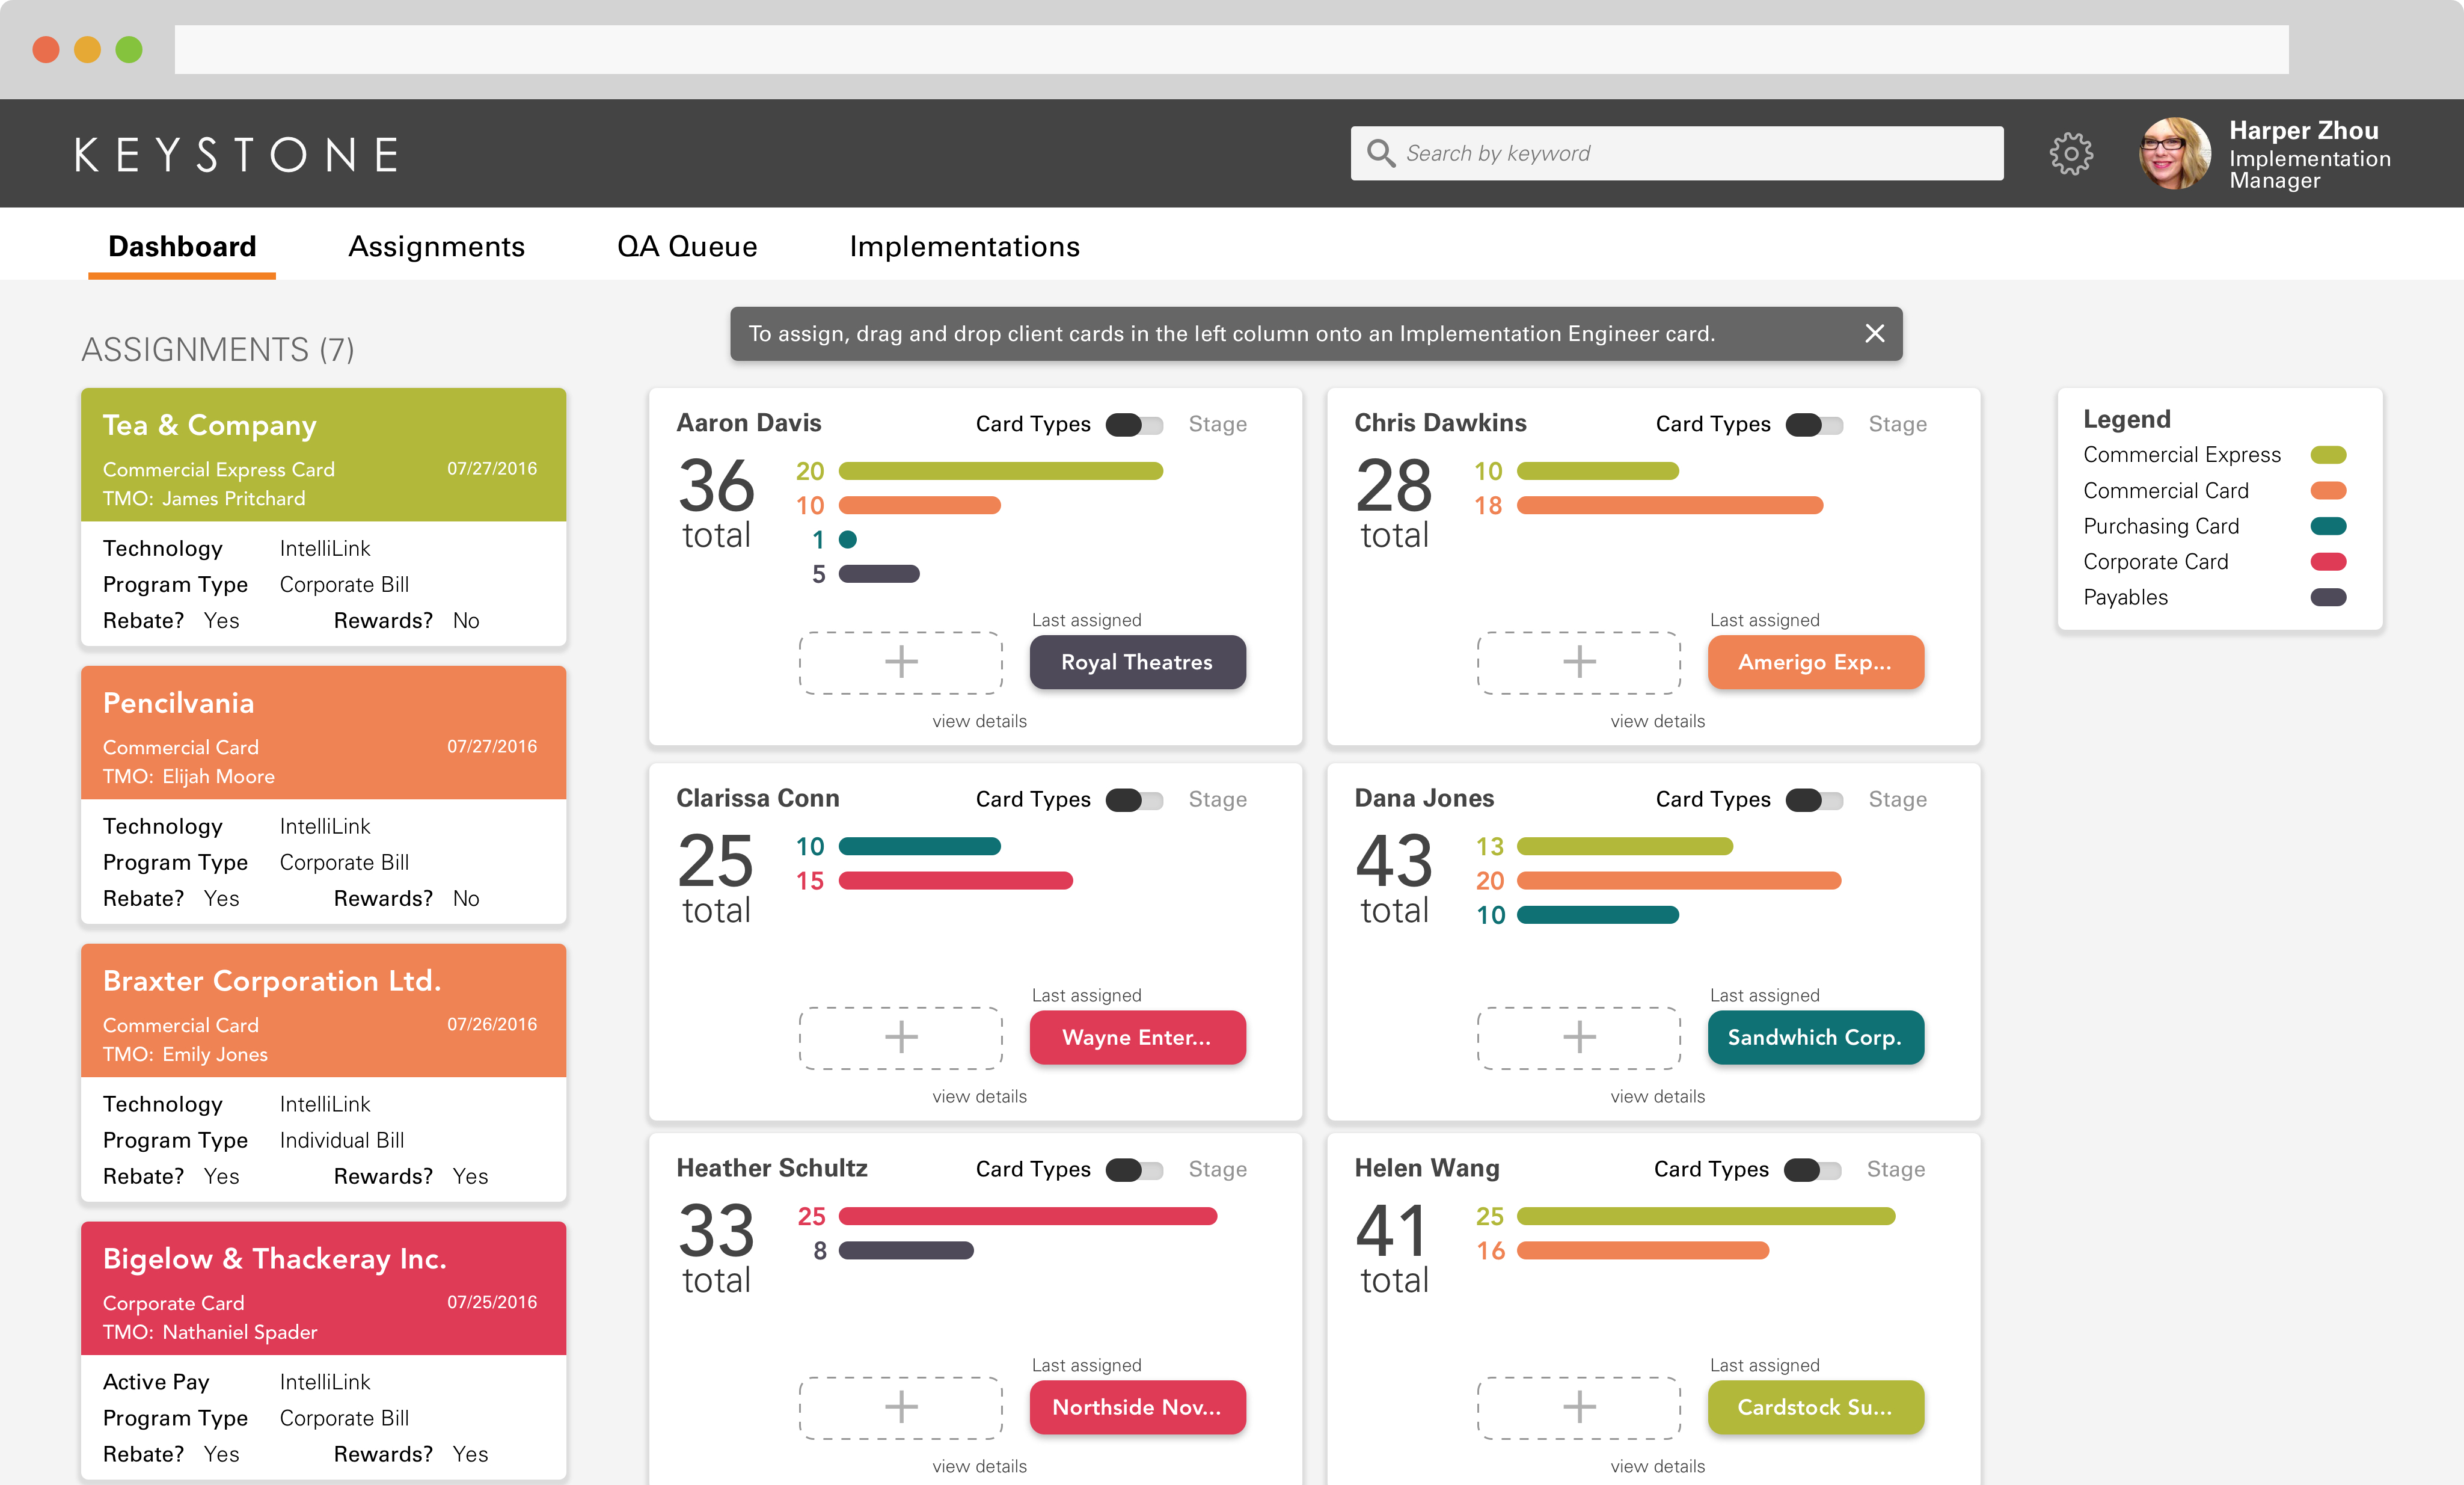 KEYSTONE
Search by keyword
Harper Zhou
Implementation
Manager
Dashboard
Assignments
QA Queue
Implementations
To assign, drag and drop client cards in the left column onto an Implementation Engineer card.
ASSIGNMENTS (7)
Tea & Company
Commercial Express Card 07/27/2016
TMO: James Pritchard
Technology IntelliLink
Program Type Corporate Bill
Rebate? Yes Rewards? No
Pencilvania
Commercial Card 07/27/2016
TMO: Elijah Moore
Technology IntelliLink
Program Type Corporate Bill
Rebate? Yes Rewards? No
Braxter Corporation Ltd.
Commercial Card 07/26/2016
TMO: Emily Jones
Technology IntelliLink
Program Type Individual Bill
Rebate? Yes Rewards? Yes
Bigelow & Thackeray Inc.
Corporate Card 07/25/2016
TMO: Nathaniel Spader
Active Pay IntelliLink
Program Type Corporate Bill
Rebate? Yes Rewards? Yes
Aaron Davis Card Types Stage
36 total
20
10
1
5
Last assigned
Royal Theatres
view details
Chris Dawkins Card Types Stage
28 total
10
18
Last assigned
Amerigo Exp...
view details
Clarissa Conn Card Types Stage
25 total
10
15
Last assigned
Wayne Enter...
view details
Dana Jones Card Types Stage
43 total
13
20
10
Last assigned
Sandwhich Corp.
view details
Heather Schultz Card Types Stage
33 total
25
8
Last assigned
Northside Nov...
view details
Helen Wang Card Types Stage
41 total
25
16
Last assigned
Cardstock Su...
view details
Legend
Commercial Express
Commercial Card
Purchasing Card
Corporate Card
Payables